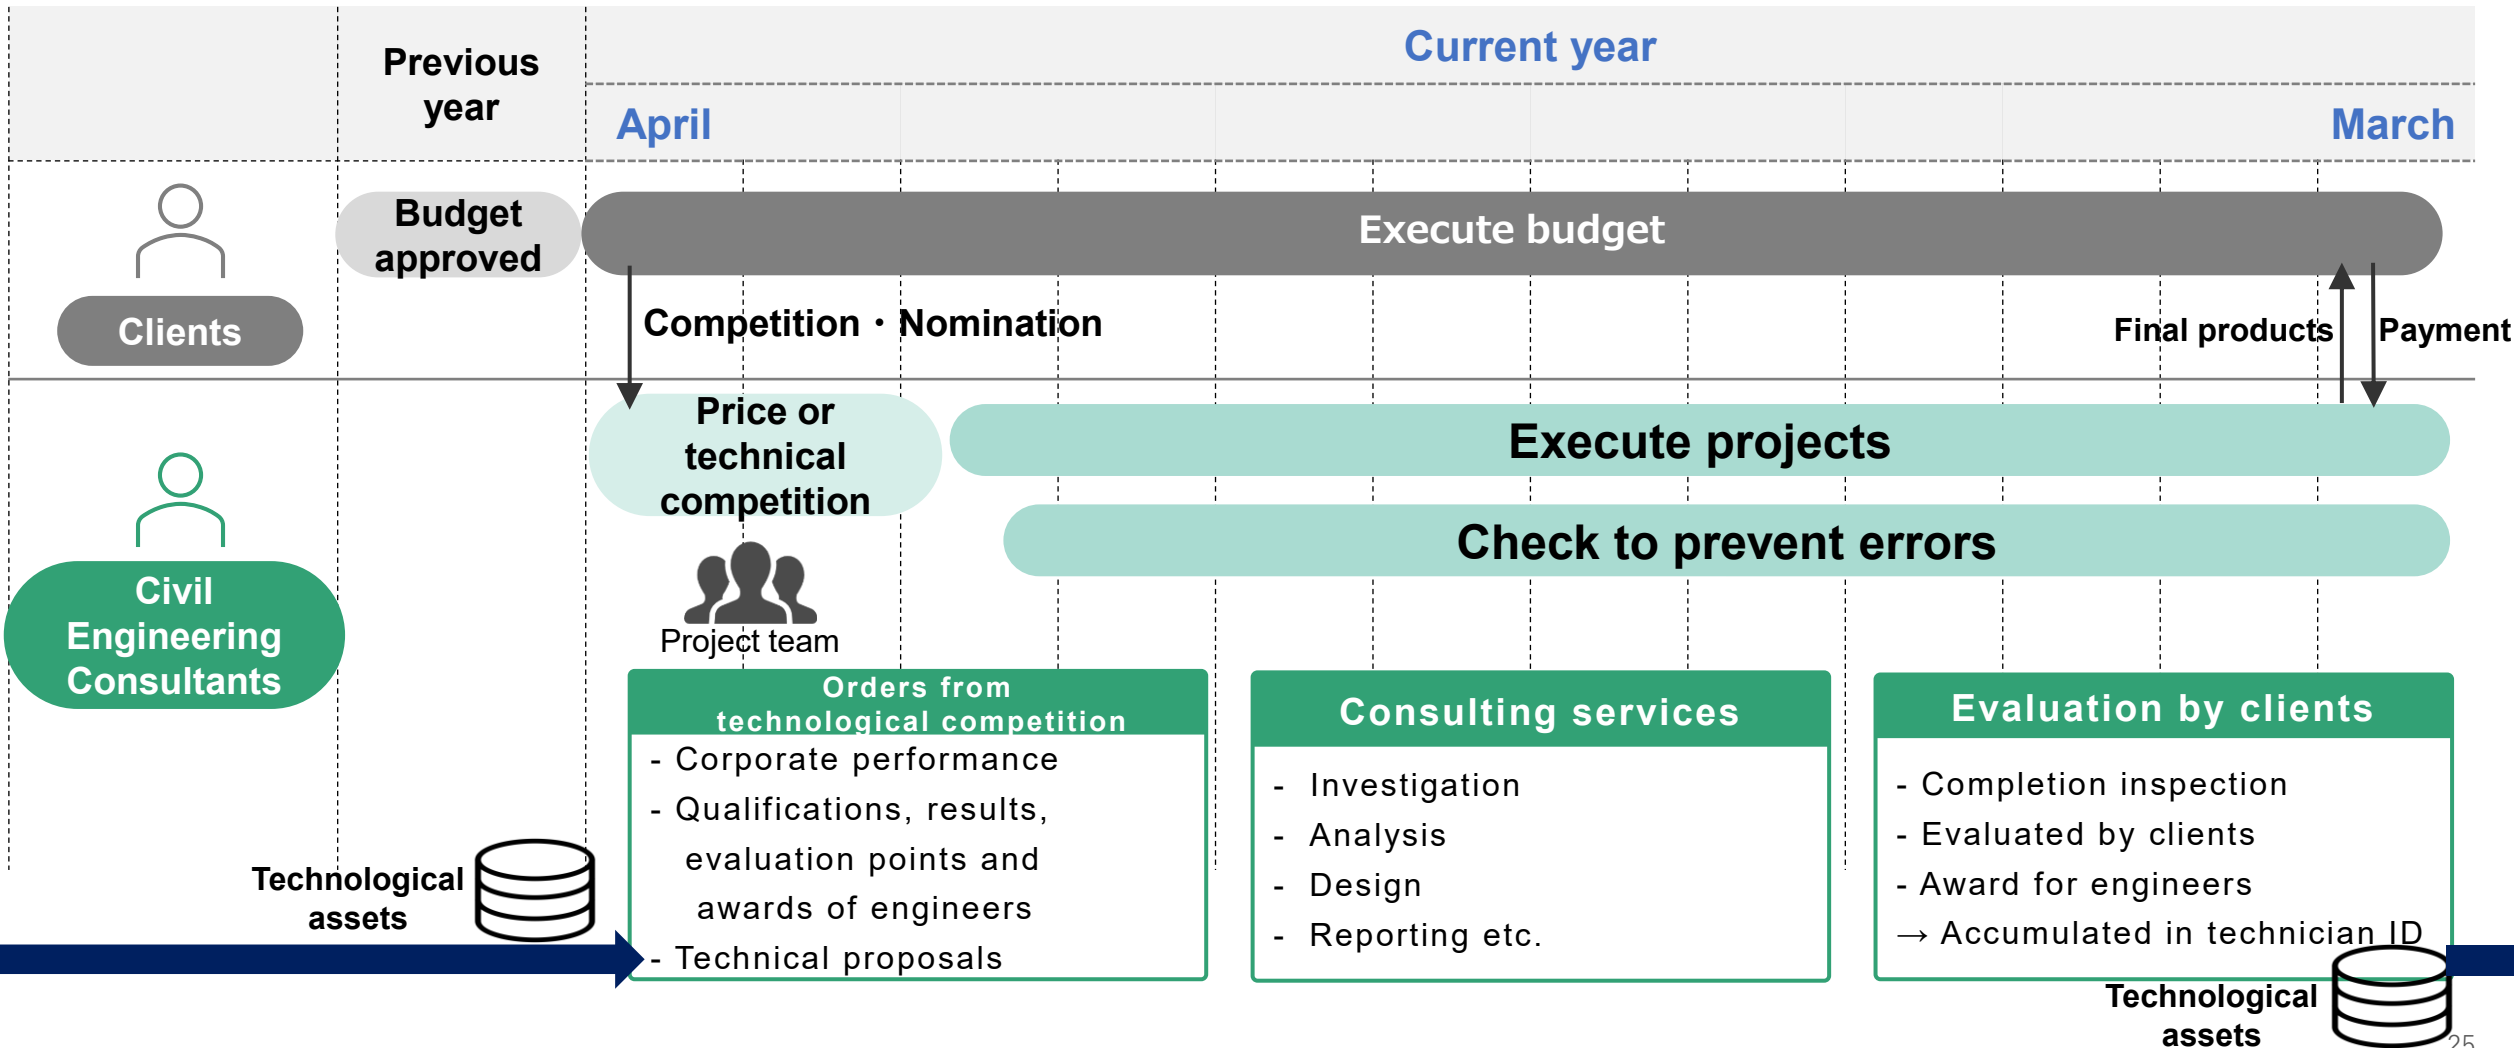 Previous
year
Current year
April
March
Budget
approved
Execute budget
Clients
Competition・Nomination
Final products
Payment
Price or
technical
competition
Execute projects
Check to prevent errors
Civil
Engineering
Consultants
Project team
Orders from
technological competition
- Corporate performance
- Qualifications, results,
evaluation points and
awards of engineers
- Technical proposals
Consulting services
- Investigation
- Analysis
- Design
- Reporting etc.
Evaluation by clients
- Completion inspection
- Evaluated by clients
- Award for engineers
→ Accumulated in technician ID
Technological
assets
Technological
assets
25